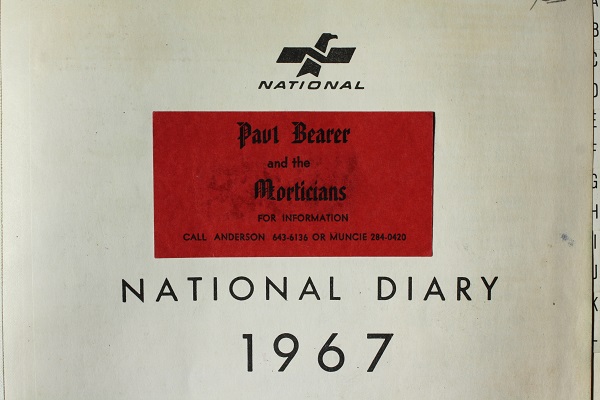 NATIONAL
Paul Bearer
and the
Morticians
FOR INFORMATION
CALL ANDERSON 643-6136 OR MUNCIE 284-0420
NATIONAL DIARY
1967
A
B
C
D
E
F
G
H
I
J
K
L